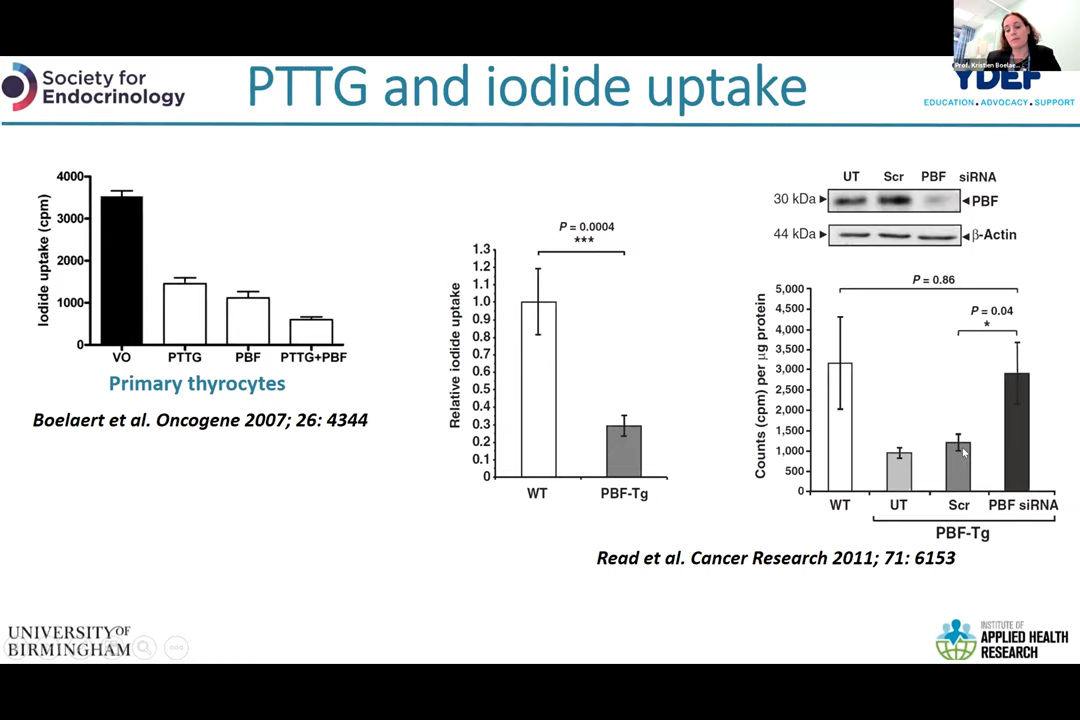 Prof. Kristien Boelae...
Society for
Endocrinology
PTTG and iodide uptake
YDEF
EDUCATION.ADVOCACY.SUPPORT
Iodide uptake (cpm)
4000
3000
2000
1000
0
VO
PTTG
PBF
PTTG+PBF
Primary thyrocytes
Boelaert et al. Oncogene 2007; 26: 4344
P = 0.0004
***
Relative iodide uptake
1.3
1.2
1.1
1.0
0.9
0.8
0.7
0.6
0.5
0.4
0.3
0.2
0.1
0
WT
PBF-Tg
UT Scr PBF siRNA
30 kDa PBF
44 kDa β-Actin
P = 0.86
P = 0.04
*
Counts (cpm) per μg protein
5,000
4,500
4,000
3,500
3,000
2,500
2,000
1,500
1,000
500
0
WT
UT
Scr
PBF siRNA
PBF-Tg
Read et al. Cancer Research 2011; 71: 6153
UNIVERSITYOF
BIRMINGHAM
INSTITUTE OF
APPLIED HEALTH
RESEARCH